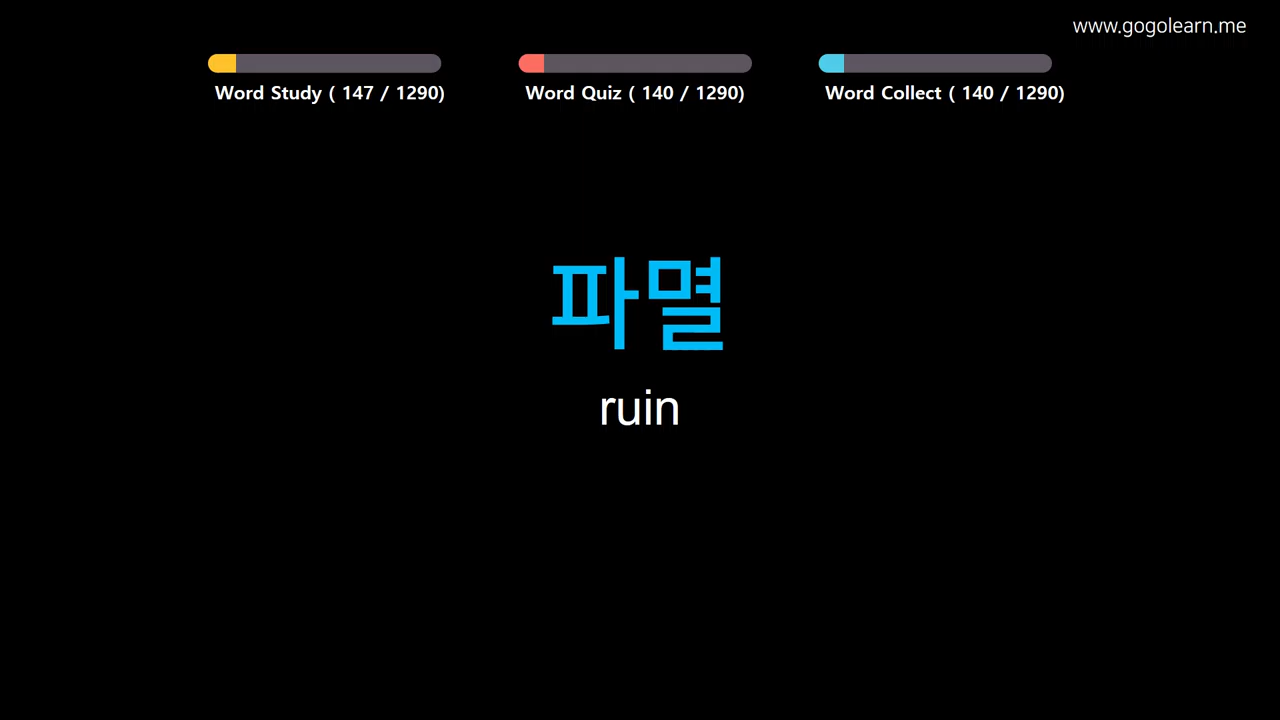 www.gogolearn.me
Word Study ( 147 / 1290)
Word Quiz ( 140 / 1290)
Word Collect ( 140 / 1290)
파멸
ruin